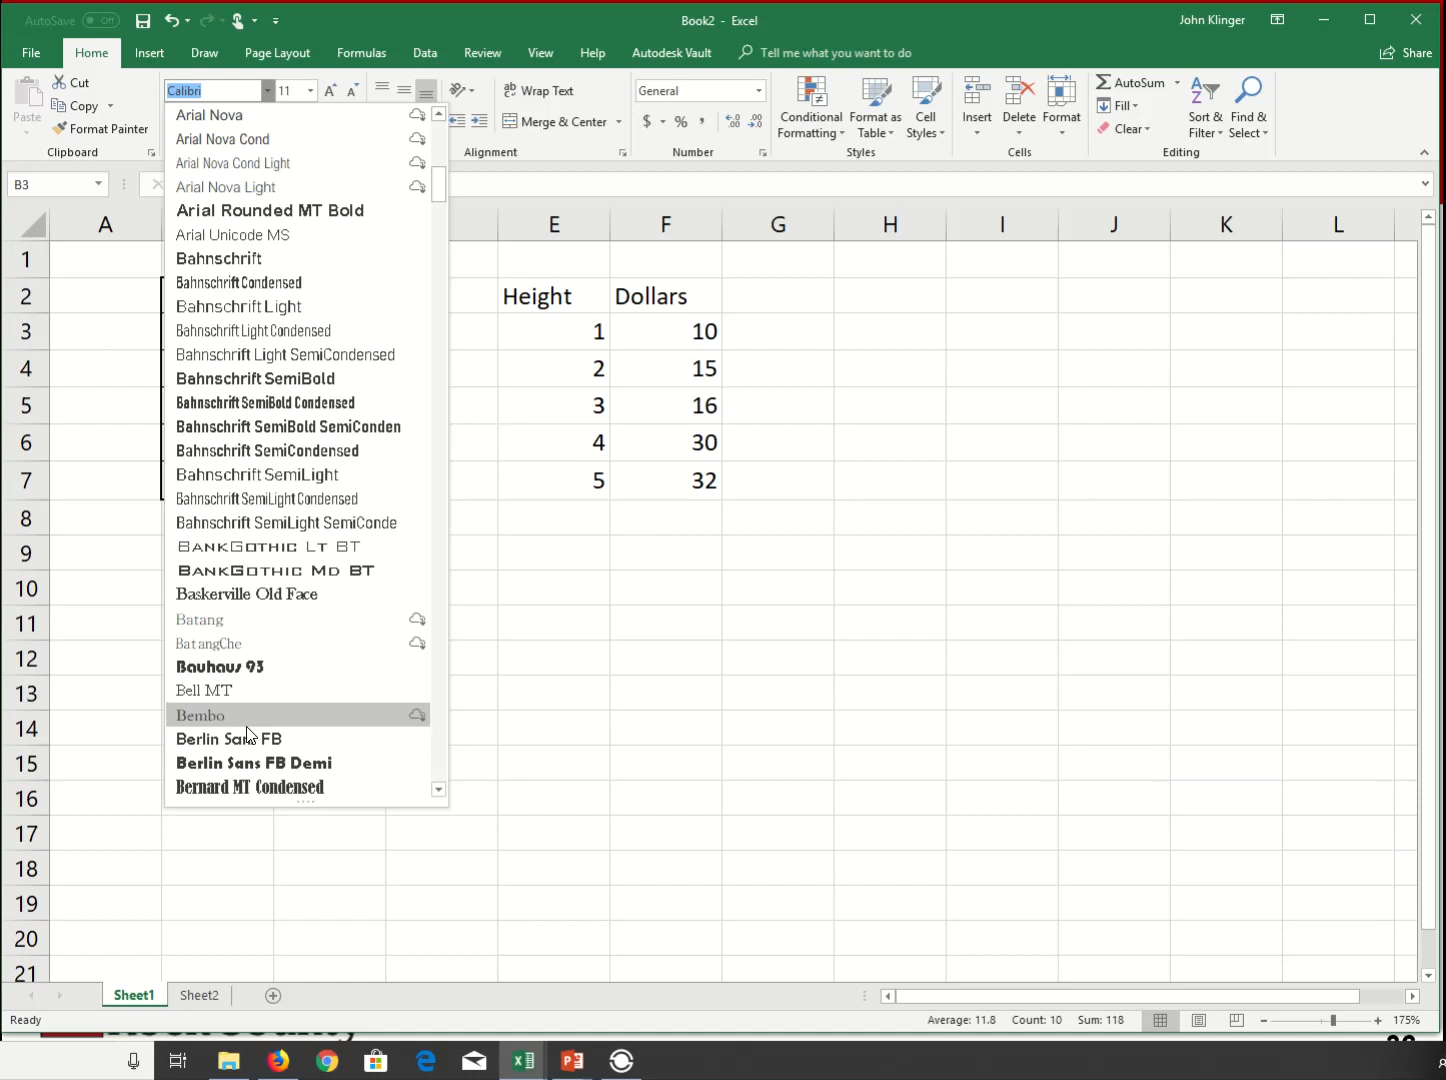 AutoSave Off
Book2 - Excel
John Klinger
File Home Insert Draw Page Layout Formulas Data Review View Help Autodesk Vault Tell me what you want to do Share
Paste
Cut
Copy
Format Painter
Clipboard
Calibri 11
ab Wrap Text
Merge & Center
Alignment
General
$ % ,
Number
Conditional Formatting
Format as Table
Cell Styles
Styles
Insert Delete Format
Cells
AutoSum
Fill
Clear
Sort & Filter
Find & Select
Editing
B3
Arial Nova
Arial Nova Cond
Arial Nova Cond Light
Arial Nova Light
Arial Rounded MT Bold
Arial Unicode MS
Bahnschrift
Bahnschrift Condensed
Bahnschrift Light
Bahnschrift Light Condensed
Bahnschrift Light SemiCondensed
Bahnschrift SemiBold
Bahnschrift SemiBold Condensed
Bahnschrift SemiBold SemiConden
Bahnschrift SemiCondensed
Bahnschrift SemiLight
Bahnschrift SemiLight Condensed
Bahnschrift SemiLight SemiConde
BankGothic Lt BT
BankGothic Md BT
Baskerville Old Face
Batang
BatangChe
Bauhaus 93
Bell MT
Bembo
Berlin Sans FB
Berlin Sans FB Demi
Bernard MT Condensed
A E F G H I J K L
1
2 Height Dollars
3 1 10
4 2 15
5 3 16
6 4 30
7 5 32
8
9
10
11
12
13
14
15
16
17
18
19
20
21
Sheet1 Sheet2
Ready
Average: 11.8 Count: 10 Sum: 118
175%